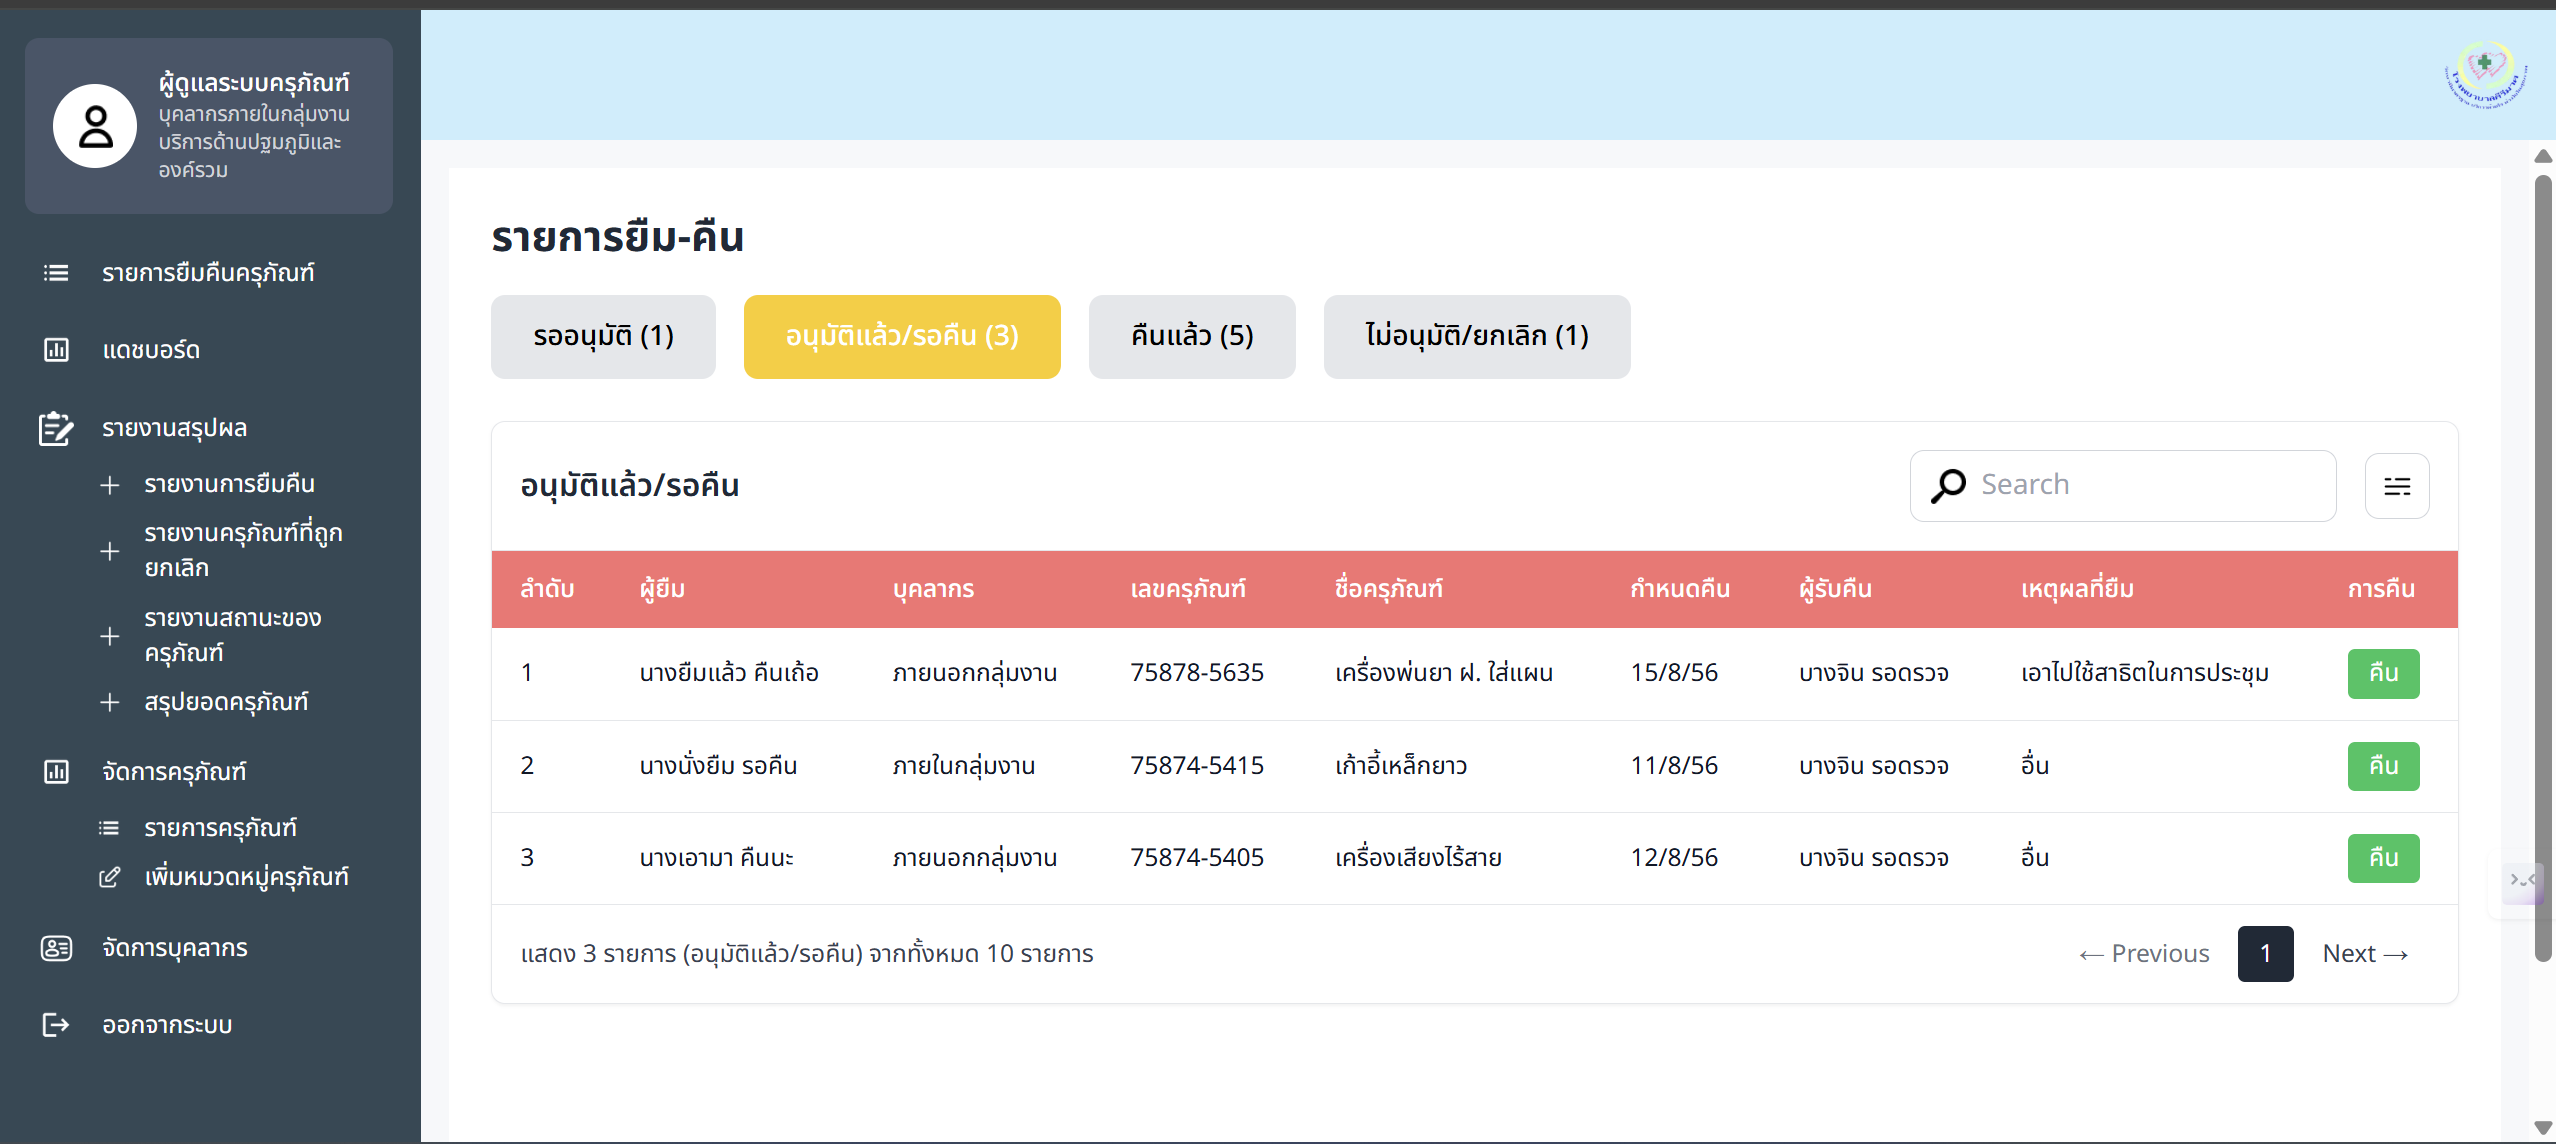 ผู้ดูแลระบบครุภัณฑ์
บุคลากรภายในกลุ่มงาน
บริการด้านปฐมภูมิและ
องค์รวม
รายการยืมคืนครุภัณฑ์
แดชบอร์ด
รายงานสรุปผล
รายงานการยืมคืน
รายงานครุภัณฑ์ที่ถูก
ยกเลิก
รายงานสถานะของ
ครุภัณฑ์
สรุปยอดครุภัณฑ์
จัดการครุภัณฑ์
รายการครุภัณฑ์
เพิ่มหมวดหมู่ครุภัณฑ์
จัดการบุคลากร
ออกจากระบบ
รายการยืม-คืน
รออนุมัติ (1) อนุมัติแล้ว/รอคืน (3) คืนแล้ว (5) ไม่อนุมัติ/ยกเลิก (1)
อนุมัติแล้ว/รอคืน Search
ลำดับ ผู้ยืม บุคลากร เลขครุภัณฑ์ ชื่อครุภัณฑ์ กำหนดคืน ผู้รับคืน เหตุผลที่ยืม การคืน
1 นางยืมแล้ว คืนเถ้อ ภายนอกกลุ่มงาน 75878-5635 เครื่องพ่นยา ฝ. ใส่แผน 15/8/56 บางจิน รอดรวจ เอาไปใช้สาธิตในการประชุม คืน
2 นางนั่งยืม รอคืน ภายในกลุ่มงาน 75874-5415 เก้าอี้เหล็กยาว 11/8/56 บางจิน รอดรวจ อื่น คืน
3 นางเอามา คืนนะ ภายนอกกลุ่มงาน 75874-5405 เครื่องเสียงไร้สาย 12/8/56 บางจิน รอดรวจ อื่น คืน
แสดง 3 รายการ (อนุมัติแล้ว/รอคืน) จากทั้งหมด 10 รายการ ← Previous 1 Next →